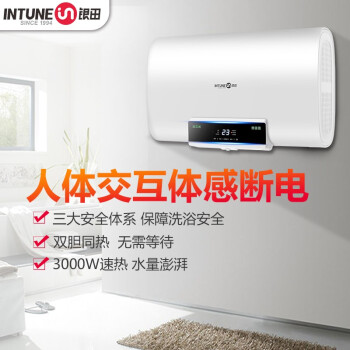 INTUNE 银田
SINCE 1994
INTUNE
23
人体交互体感断电
三大安全体系 保障洗浴安全
双胆同热 无需等待
3000W速热 水量澎湃